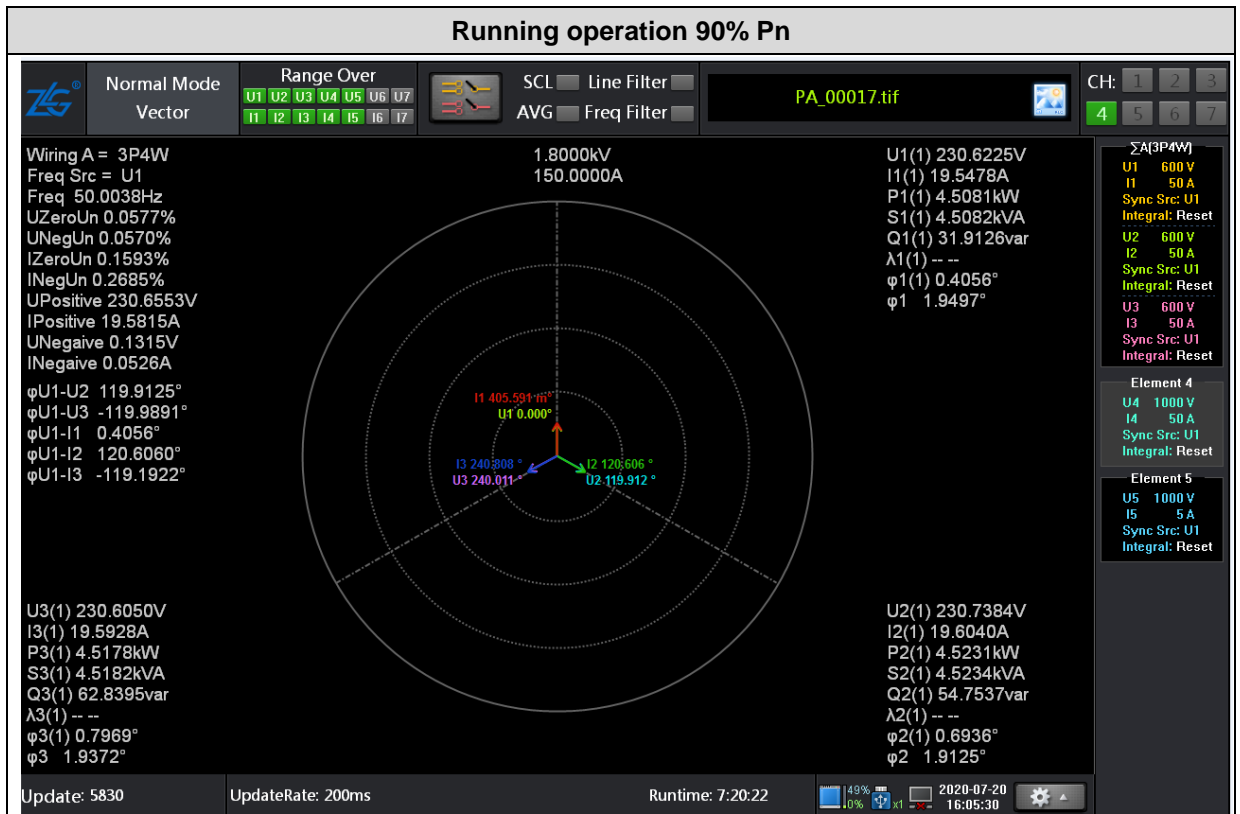 Running operation 90% Pn
ZLG®
Normal Mode
Vector
Range Over
U1 U2 U3 U4 U5 U6 U7
I1 I2 I3 I4 I5 I6 I7
SCL Line Filter
AVG Freq Filter
PA_00017.tif
CH: 1 2 3
4 5 6 7
Wiring A = 3P4W
Freq Src = U1
Freq 50.0038Hz
UZeroUn 0.0577%
UNegUn 0.0570%
IZeroUn 0.1593%
INegUn 0.2685%
UPositive 230.6553V
IPositive 19.5815A
UNegaive 0.1315V
INegaive 0.0526A
φU1-U2 119.9125°
φU1-U3 -119.9891°
φU1-I1 0.4056°
φU1-I2 120.6060°
φU1-I3 -119.1922°
1.8000kV
150.0000A
U1(1) 230.6225V
I1(1) 19.5478A
P1(1) 4.5081kW
S1(1) 4.5082kVA
Q1(1) 31.9126var
λ1(1) -- --
φ1(1) 0.4056°
φ1 1.9497°
I1 405.591 m°
U1 0.000°
I3 240.808 °
U3 240.011 °
I2 120.606 °
U2 119.912 °
U3(1) 230.6050V
I3(1) 19.5928A
P3(1) 4.5178kW
S3(1) 4.5182kVA
Q3(1) 62.8395var
λ3(1) -- --
φ3(1) 0.7969°
φ3 1.9372°
U2(1) 230.7384V
I2(1) 19.6040A
P2(1) 4.5231kW
S2(1) 4.5234kVA
Q2(1) 54.7537var
λ2(1) -- --
φ2(1) 0.6936°
φ2 1.9125°
∑A(3P4W)
U1 600 V
I1 50 A
Sync Src: U1
Integral: Reset
U2 600 V
I2 50 A
Sync Src: U1
Integral: Reset
U3 600 V
I3 50 A
Sync Src: U1
Integral: Reset
Element 4
U4 1000 V
I4 50 A
Sync Src: U1
Integral: Reset
Element 5
U5 1000 V
I5 5 A
Sync Src: U1
Integral: Reset
Update: 5830
UpdateRate: 200ms
Runtime: 7:20:22
49%
0%
x1
2020-07-20
16:05:30